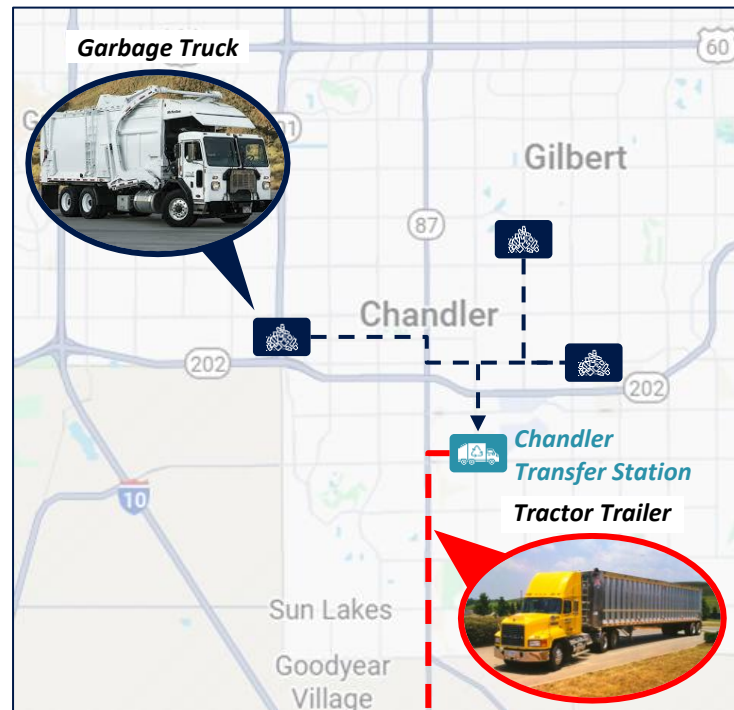 Garbage Truck
60
Gilbert
87
Chandler
202
202
Chandler
Transfer Station
10
Tractor Trailer
Sun Lakes
Goodyear
Village